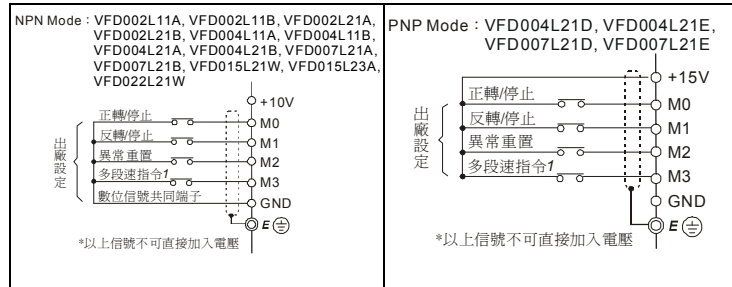 NPN Mode：VFD002L11A, VFD002L11B, VFD002L21A,
VFD002L21B, VFD004L11A, VFD004L11B,
VFD004L21A, VFD004L21B, VFD007L21A,
VFD007L21B, VFD015L21W, VFD015L23A,
VFD022L21W
+10V
出廠設定
正轉/停止
M0
反轉/停止
M1
異常重置
M2
多段速指令1
M3
數位信號共同端子
GND
E
*以上信號不可直接加入電壓
PNP Mode：VFD004L21D, VFD004L21E,
VFD007L21D, VFD007L21E
+15V
出廠設定
正轉/停止
M0
反轉/停止
M1
異常重置
M2
多段速指令1
M3
GND
E
*以上信號不可直接加入電壓